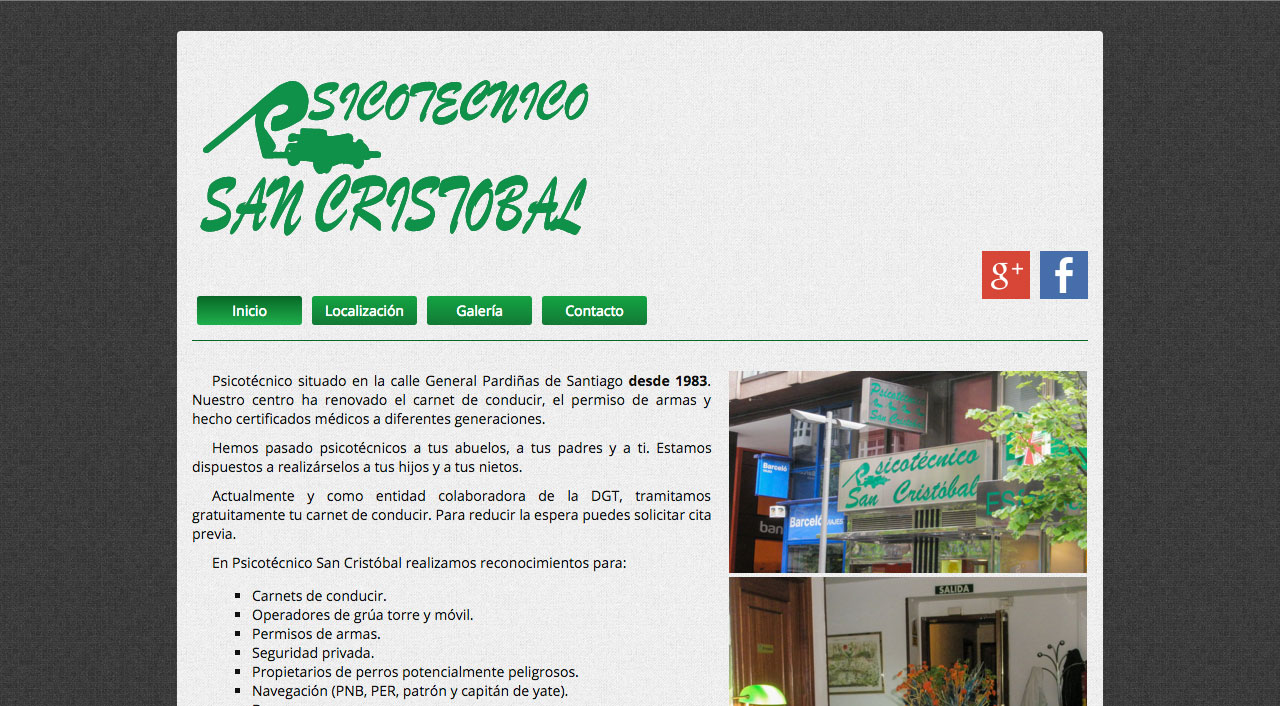 PSICOTECNICO
SAN CRISTOBAL
g+ f
Inicio Localización Galería Contacto
Psicotécnico situado en la calle General Pardiñas de Santiago desde 1983.
Nuestro centro ha renovado el carnet de conducir, el permiso de armas y
hecho certificados médicos a diferentes generaciones.
Hemos pasado psicotécnicos a tus abuelos, a tus padres y a ti. Estamos
dispuestos a realizárselos a tus hijos y a tus nietos.
Actualmente y como entidad colaboradora de la DGT, tramitamos
gratuitamente tu carnet de conducir. Para reducir la espera puedes solicitar cita
previa.
En Psicotécnico San Cristóbal realizamos reconocimientos para:
Carnets de conducir.
Operadores de grúa torre y móvil.
Permisos de armas.
Seguridad privada.
Propietarios de perros potencialmente peligrosos.
Navegación (PNB, PER, patrón y capitán de yate).
Psicotécnico
San Cristóbal
Psicotécnico
San Cristóbal
Barceló
Barceló VIAJES
ban
SALIDA